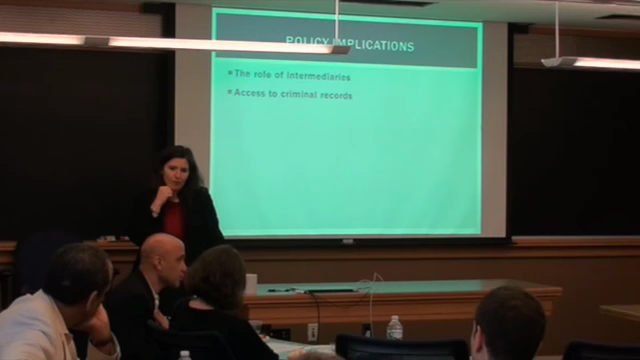 POLICY IMPLICATIONS
The role of intermediaries
Access to criminal records